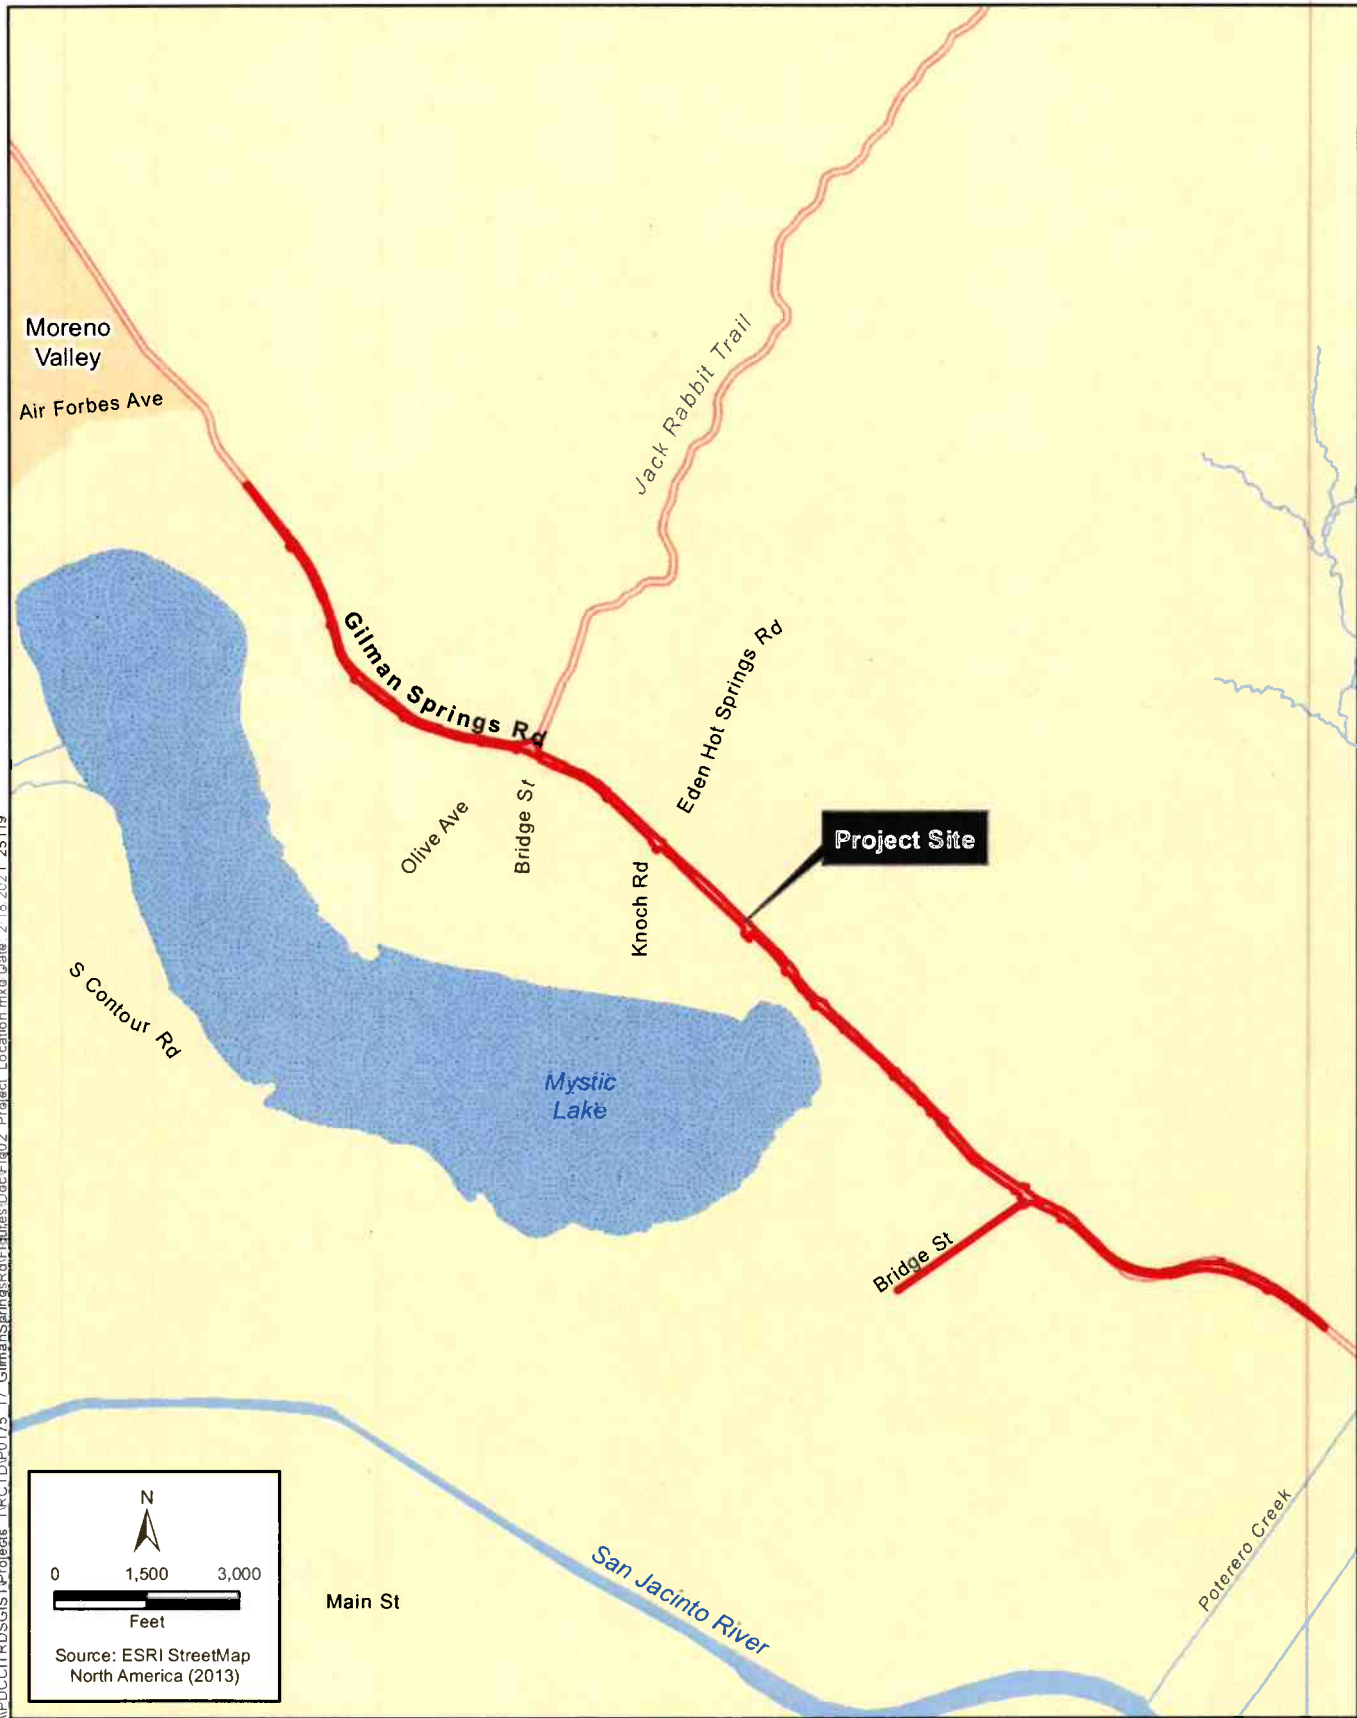 Moreno
Valley
Air Forbes Ave
Jack Rabbit Trail
Gilman Springs Rd
Eden Hot Springs Rd
Olive Ave
Bridge St
Knoch Rd
Project Site
S Contour Rd
Mystic
Lake
Bridge St
San Jacinto River
Poterero Creek
Main St
N
0 1,500 3,000
Feet
Source: ESRI StreetMap
North America (2013)